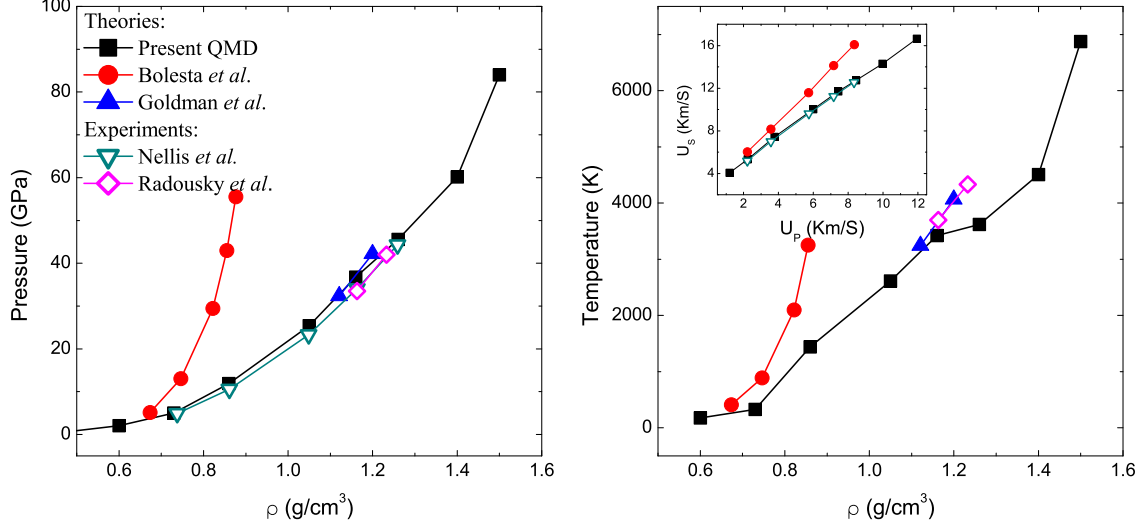 Theories:
Present QMD
Bolesta et al.
Goldman et al.
Experiments:
Nellis et al.
Radousky et al.
100
80
60
40
20
0
Pressure (GPa)
0.6 0.8 1.0 1.2 1.4 1.6
ρ (g/cm³)
16
12
8
4
U_S (Km/S)
2 4 6 8 10 12
U_P (Km/S)
6000
4000
2000
0
Temperature (K)
0.6 0.8 1.0 1.2 1.4 1.6
ρ (g/cm³)